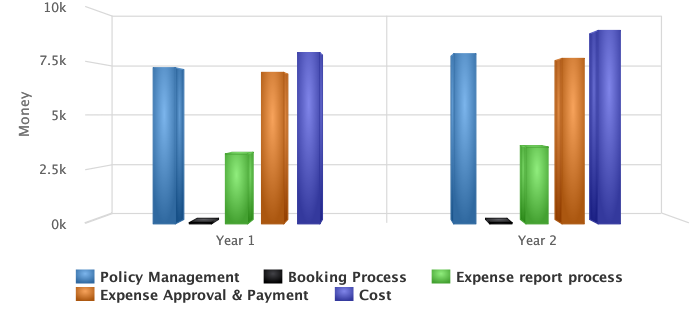 10k
7.5k
5k
2.5k
0k
Money
Year 1
Year 2
Policy Management
Booking Process
Expense report process
Expense Approval & Payment
Cost